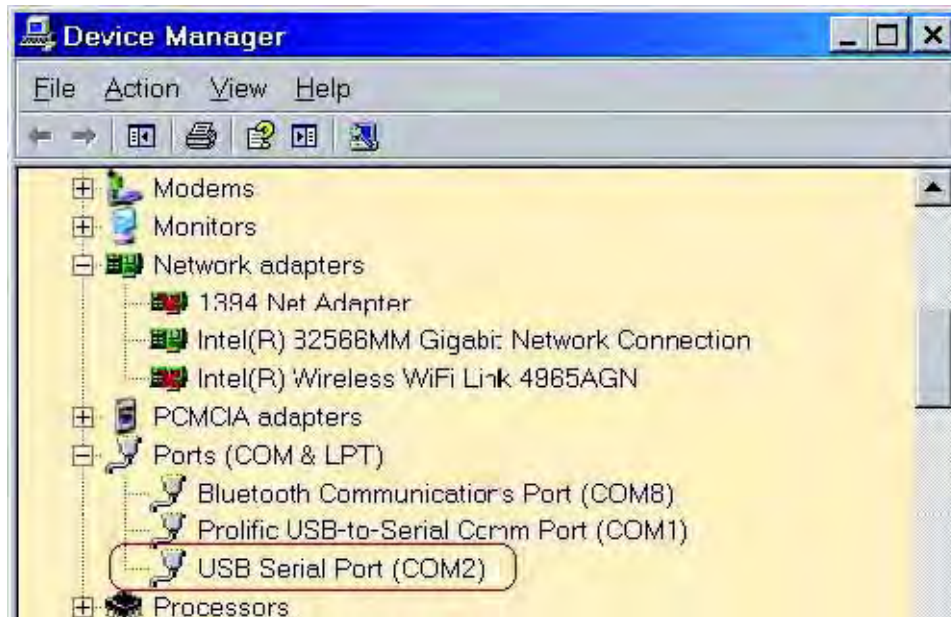 Device Manager
File Action View Help
Modems
Monitors
Network adapters
1394 Net Adapter
Intel(R) 82566MM Gigabit Network Connection
Intel(R) Wireless WiFi Link 4965AGN
PCMCIA adapters
Ports (COM & LPT)
Bluetooth Communications Port (COM8)
Prolific USB-to-Serial Comm Port (COM1)
USB Serial Port (COM2)
Processors